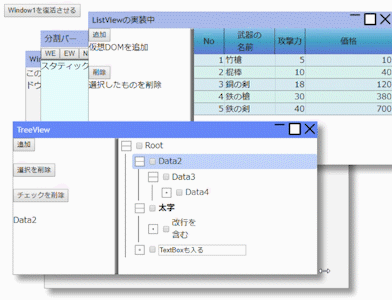 Window1を復活させる
ListViewの実装中
追加
仮想DOMを追加
削除
選択したものを削除
No 武器の名前 攻撃力 価格
1 竹槍 5 10
2 棍棒 10 40
3 銅の剣 18 120
4 鉄の槍 30 380
5 鉄の剣 40 700
分割バー
WE EW N
スタティック
Win
この
ドウ
TreeView
追加
選択を削除
チェックを削除
Data2
Root
Data2
Data3
Data4
太字
改行を
含む
TextBoxも入る